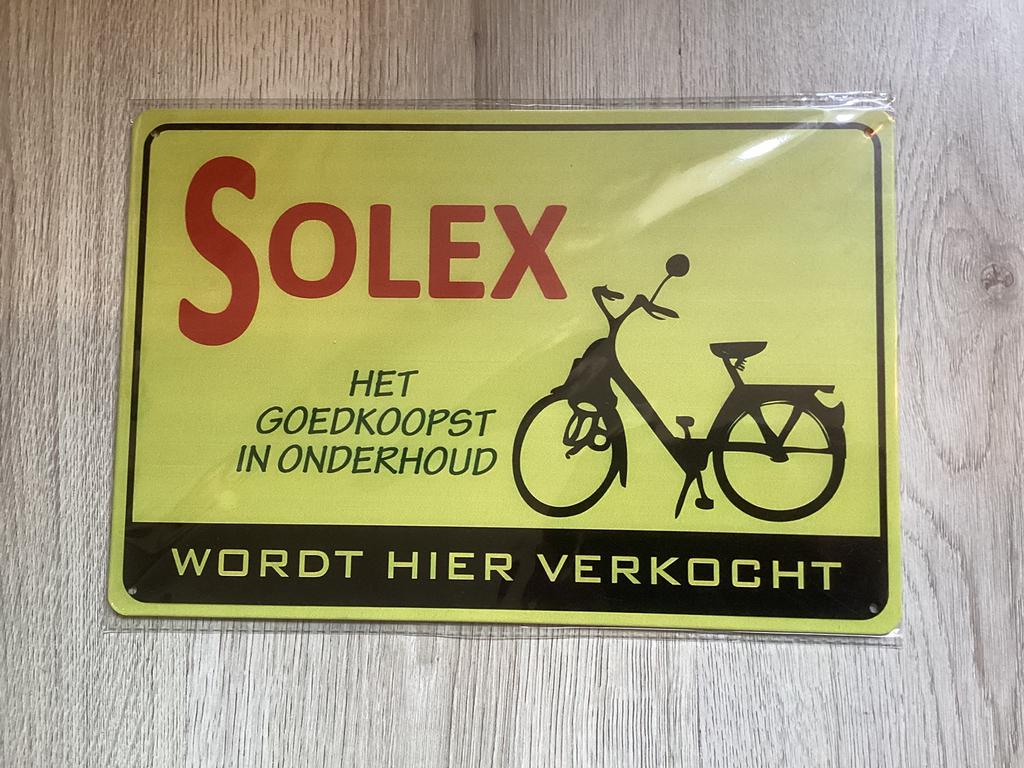 SOLEX
HET
GOEDKOOPST
IN ONDERHOUD
WORDT HIER VERKOCHT